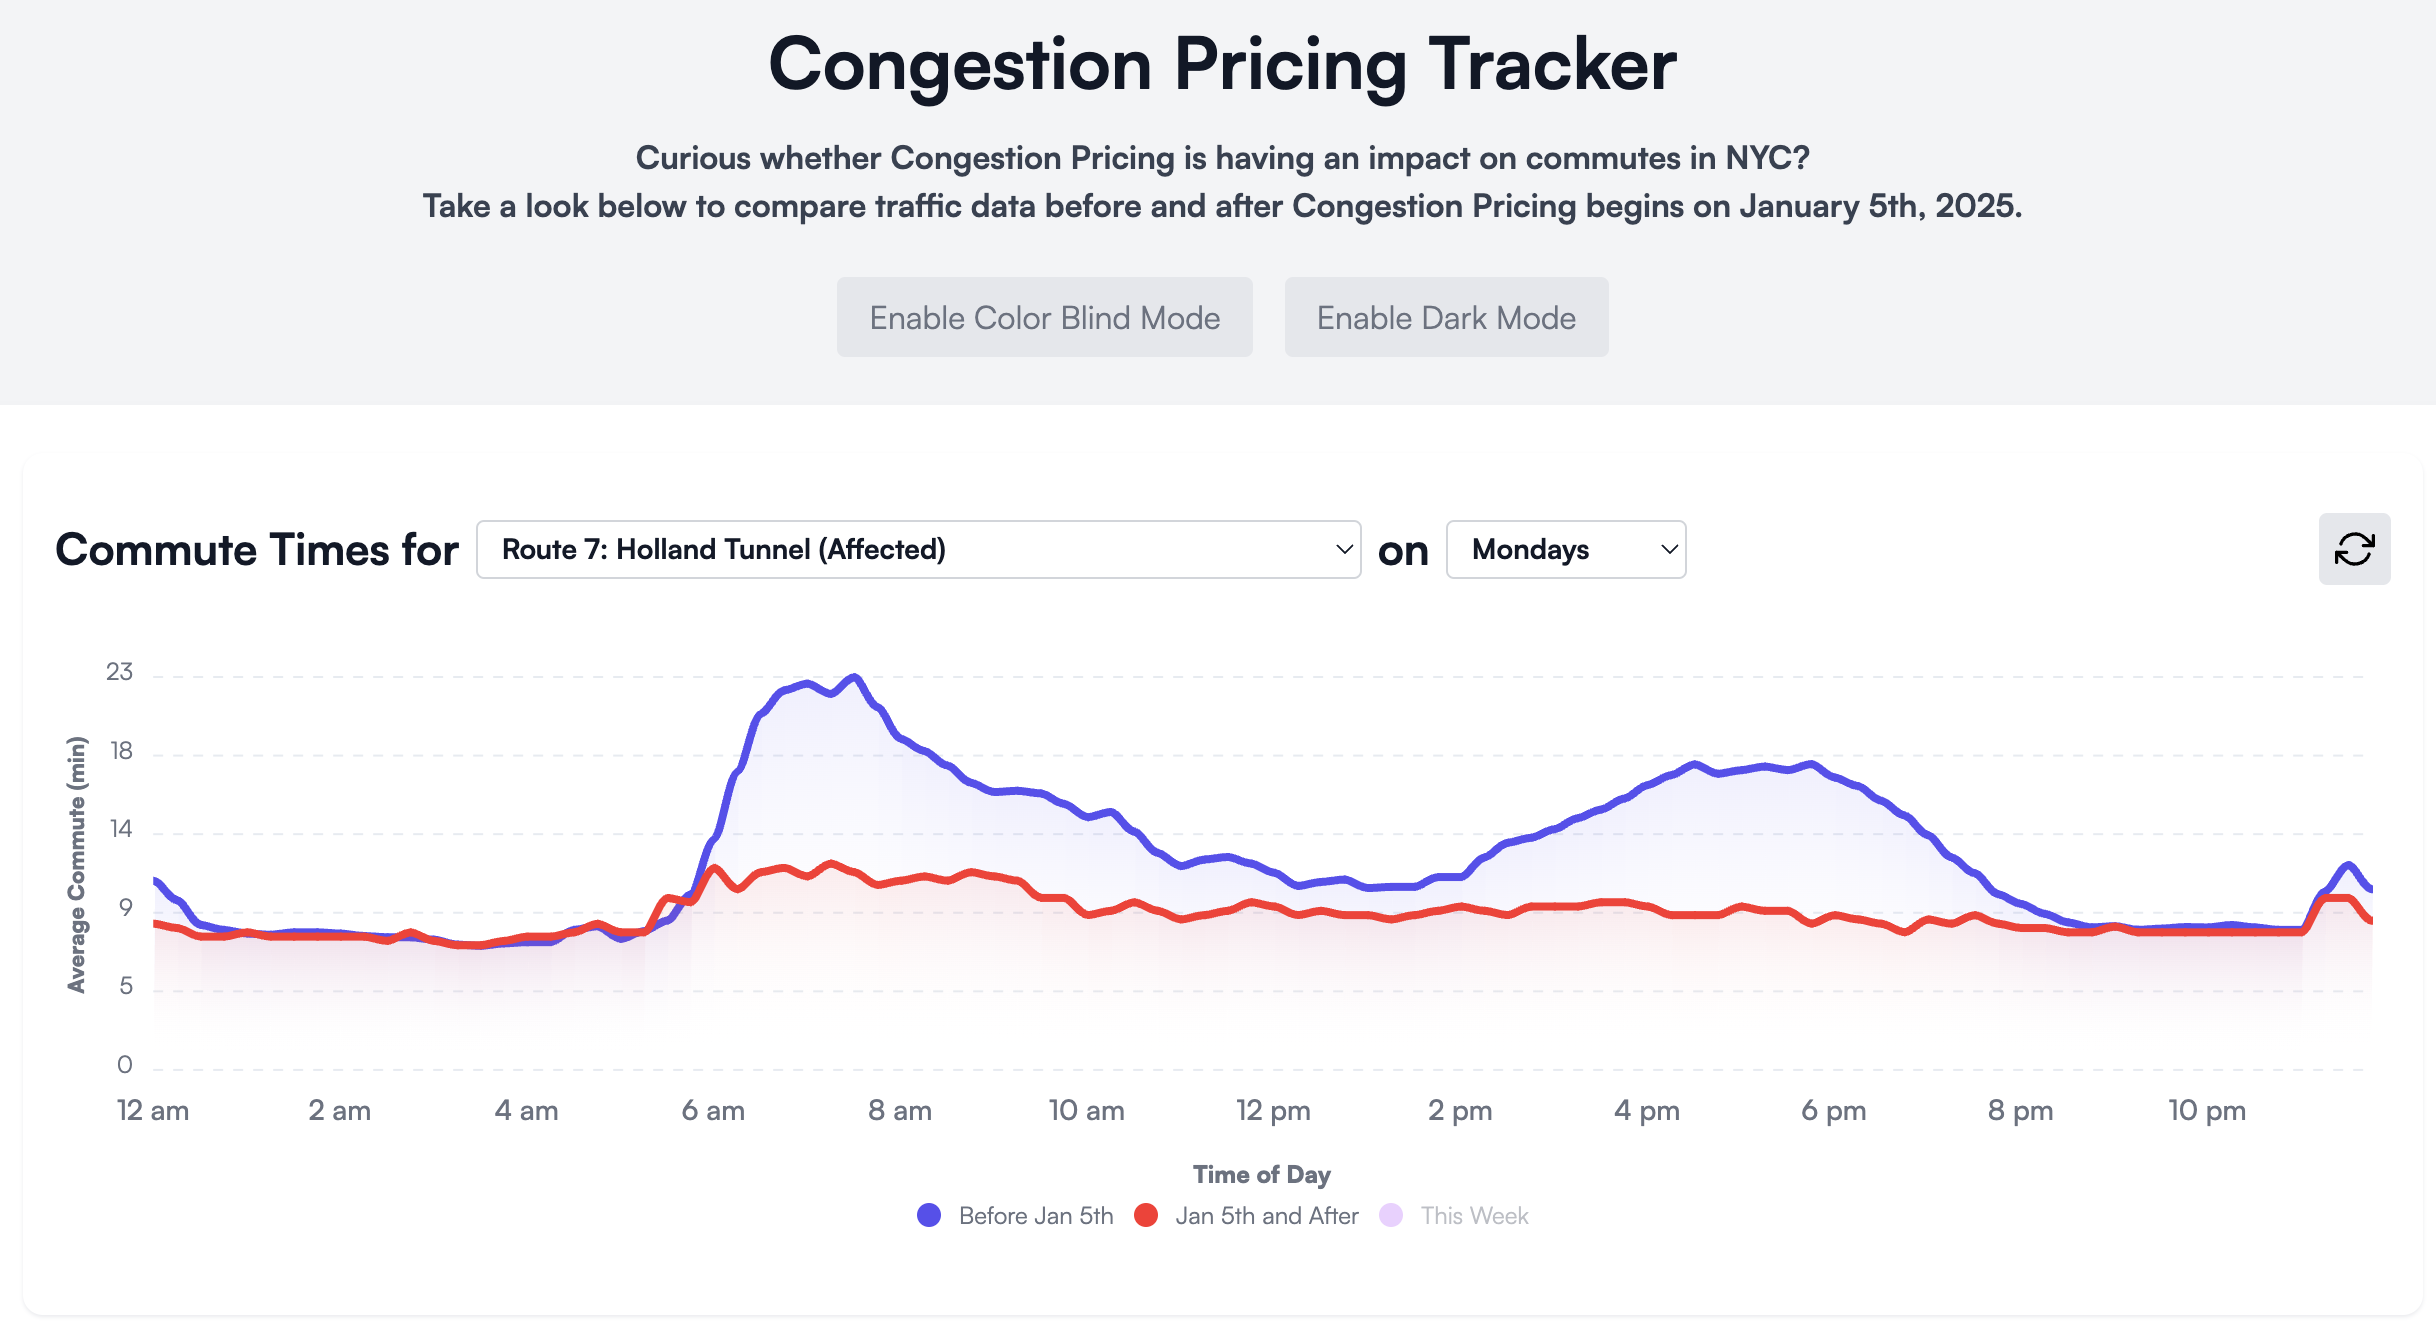 Congestion Pricing Tracker
Curious whether Congestion Pricing is having an impact on commutes in NYC?
Take a look below to compare traffic data before and after Congestion Pricing begins on January 5th, 2025.
Enable Color Blind Mode
Enable Dark Mode
Commute Times for Route 7: Holland Tunnel (Affected) on Mondays
Average Commute (min)
23
18
14
9
5
0
12 am 2 am 4 am 6 am 8 am 10 am 12 pm 2 pm 4 pm 6 pm 8 pm 10 pm
Time of Day
Before Jan 5th Jan 5th and After This Week